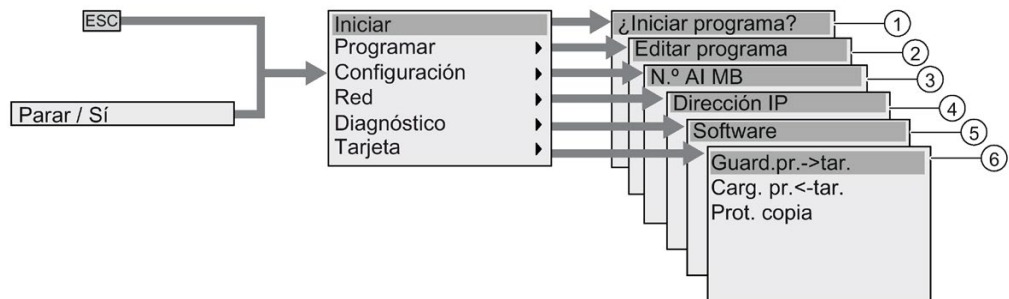 ESC
Parar / Sí
Iniciar
Programar
Configuración
Red
Diagnóstico
Tarjeta
¿Iniciar programa?
1
Editar programa
2
N.º AI MB
3
Dirección IP
4
Software
5
Guard.pr.->tar.
6
Carg. pr.<-tar.
Prot. copia